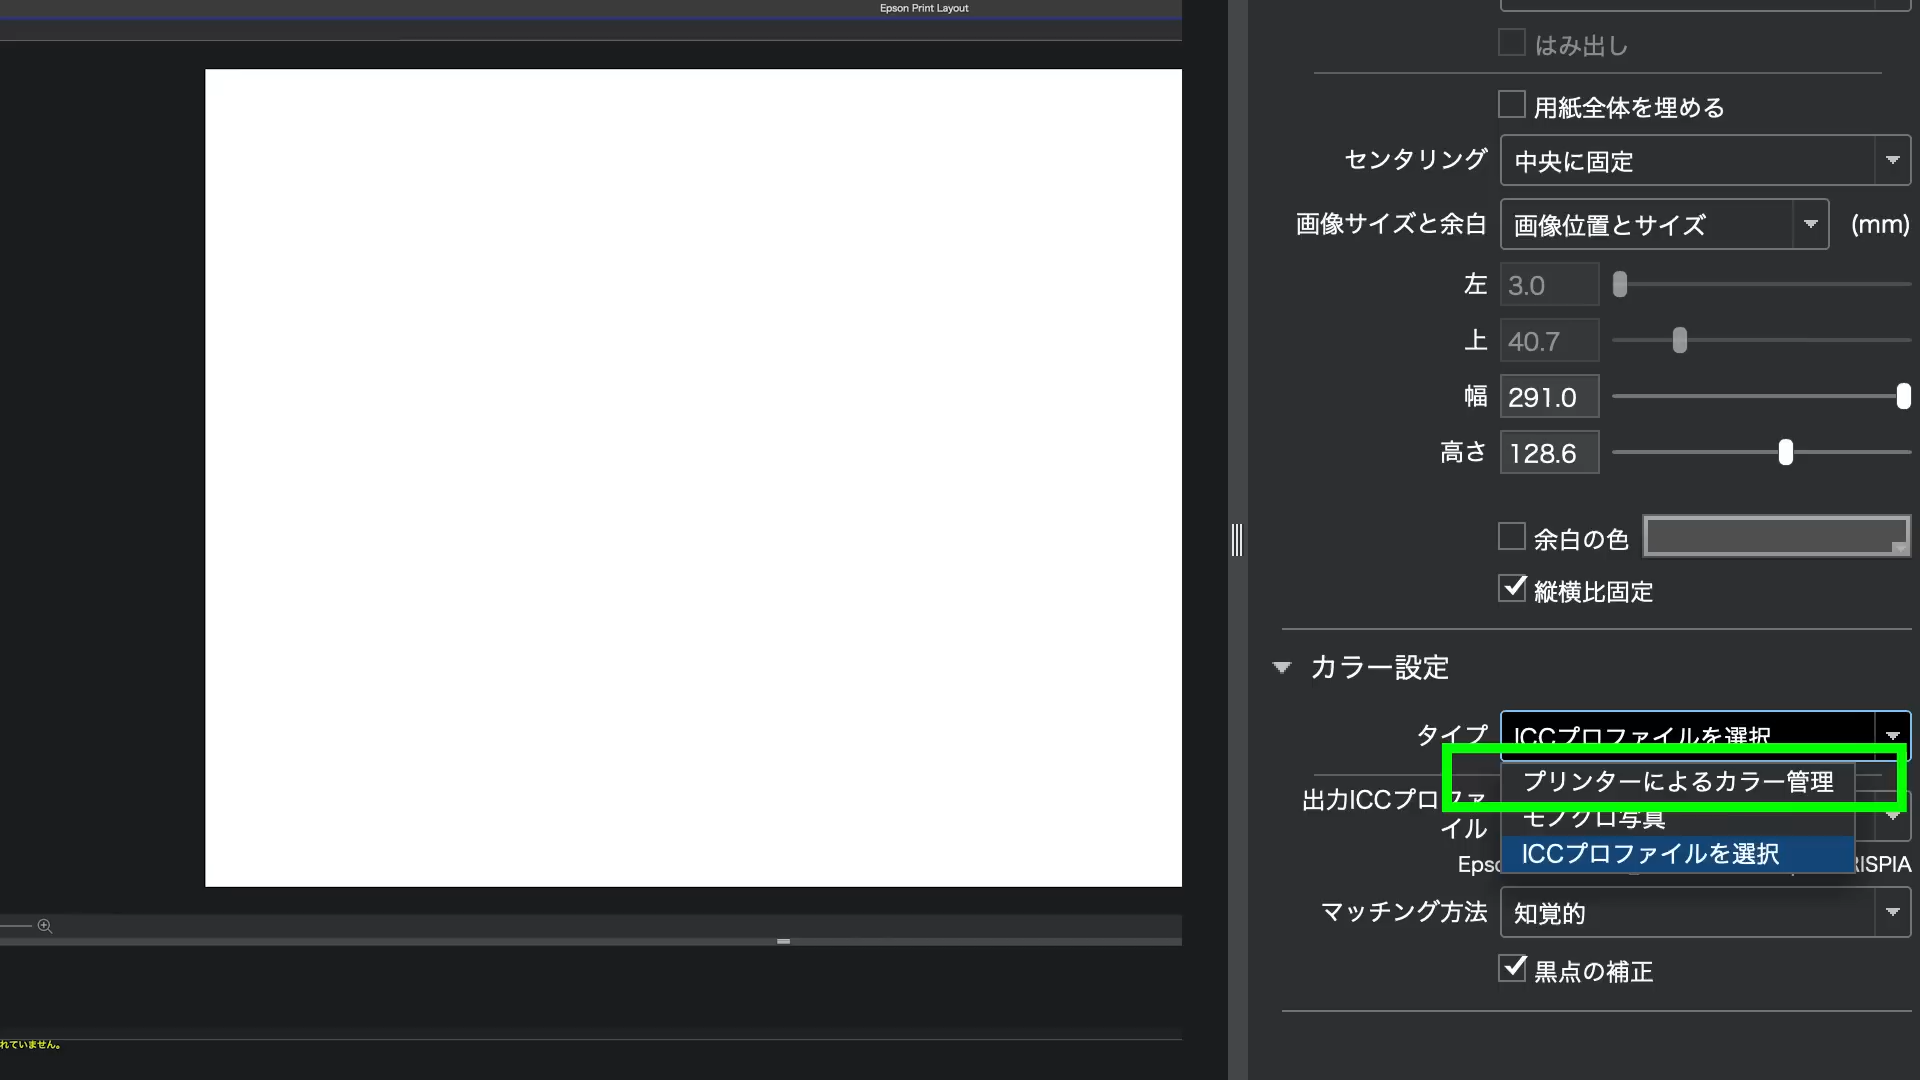 Epson Print Layout
はみ出し
用紙全体を埋める
センタリング 中央に固定
画像サイズと余白 画像位置とサイズ (mm)
左 3.0
上 40.7
幅 291.0
高さ 128.6
余白の色
縦横比固定
カラー設定
タイプ ICCプロファイルを選択
プリンターによるカラー管理
出力ICCプロファ
イル
モノクロ写真
ICCプロファイルを選択
Epso
RISPIA
マッチング方法 知覚的
黒点の補正
れていません。